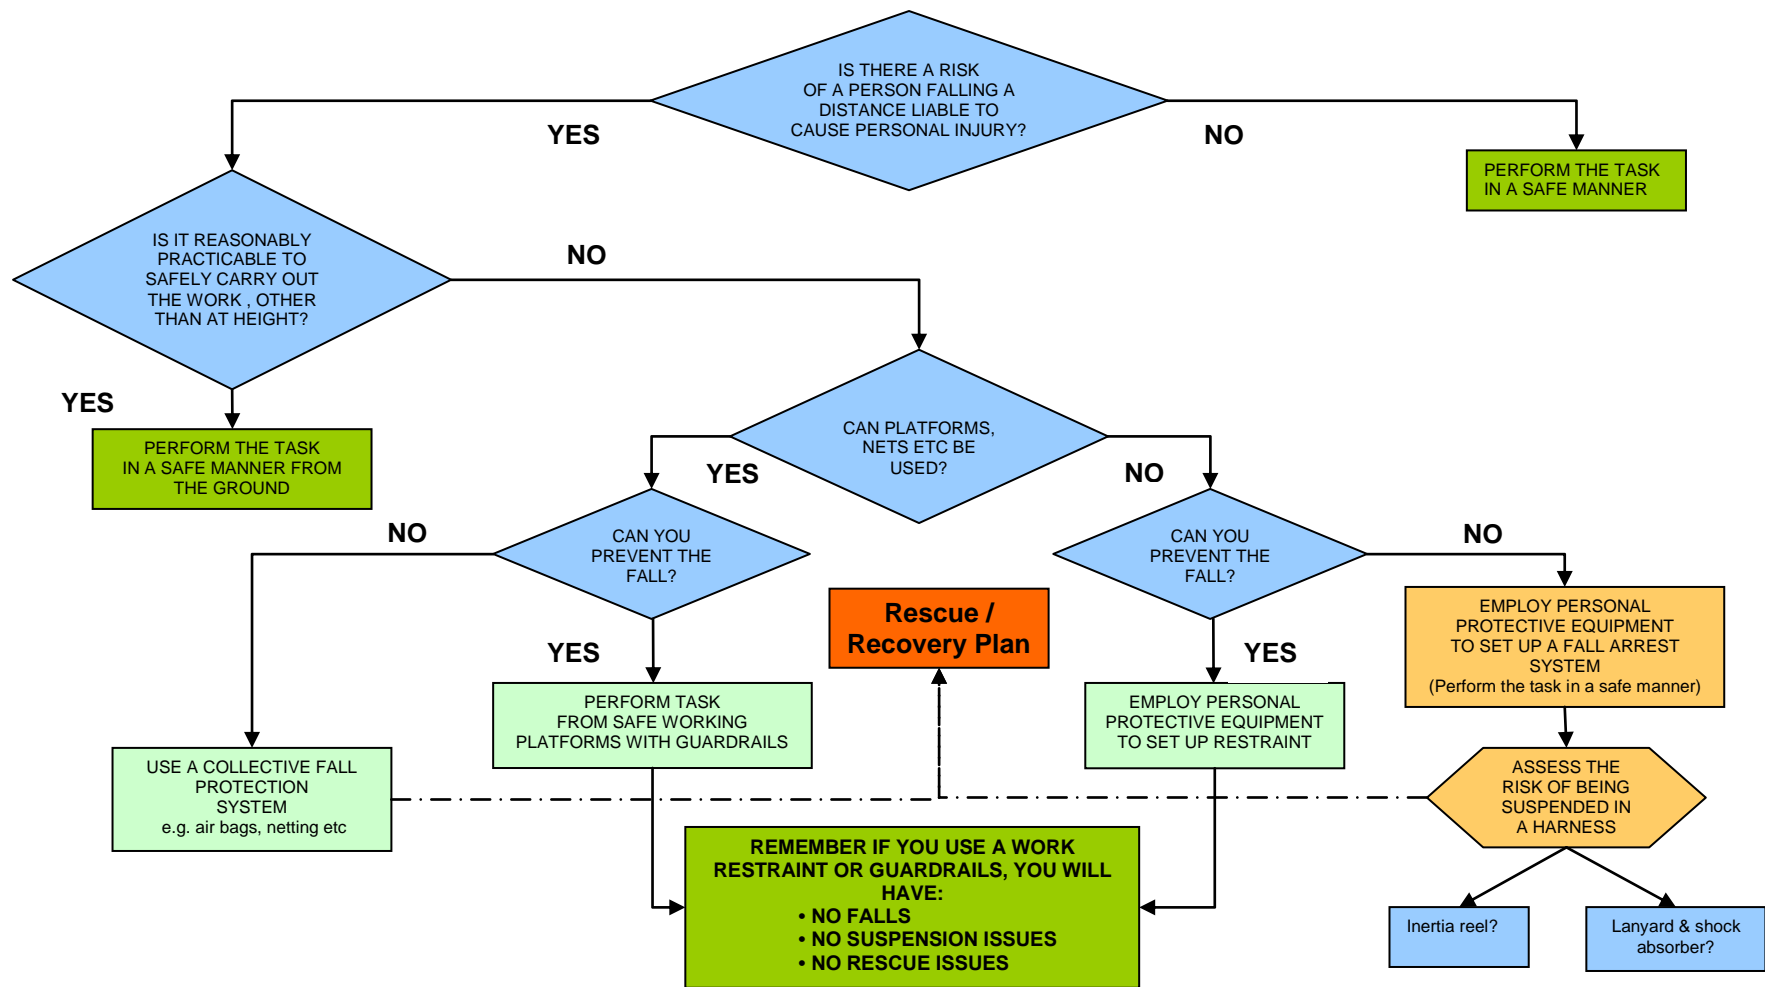 IS THERE A RISK
OF A PERSON FALLING A
DISTANCE LIABLE TO
CAUSE PERSONAL INJURY?
YES
NO
PERFORM THE TASK
IN A SAFE MANNER
IS IT REASONABLY
PRACTICABLE TO
SAFELY CARRY OUT
THE WORK , OTHER
THAN AT HEIGHT?
NO
YES
PERFORM THE TASK
IN A SAFE MANNER FROM
THE GROUND
CAN PLATFORMS,
NETS ETC BE
USED?
YES
NO
CAN YOU
PREVENT THE
FALL?
NO
YES
CAN YOU
PREVENT THE
FALL?
NO
YES
Rescue /
Recovery Plan
EMPLOY PERSONAL
PROTECTIVE EQUIPMENT
TO SET UP A FALL ARREST
SYSTEM
(Perform the task in a safe manner)
PERFORM TASK
FROM SAFE WORKING
PLATFORMS WITH GUARDRAILS
EMPLOY PERSONAL
PROTECTIVE EQUIPMENT
TO SET UP RESTRAINT
USE A COLLECTIVE FALL
PROTECTION
SYSTEM
e.g. air bags, netting etc
ASSESS THE
RISK OF BEING
SUSPENDED IN
A HARNESS
REMEMBER IF YOU USE A WORK
RESTRAINT OR GUARDRAILS, YOU WILL
HAVE:
• NO FALLS
• NO SUSPENSION ISSUES
• NO RESCUE ISSUES
Inertia reel?
Lanyard & shock
absorber?